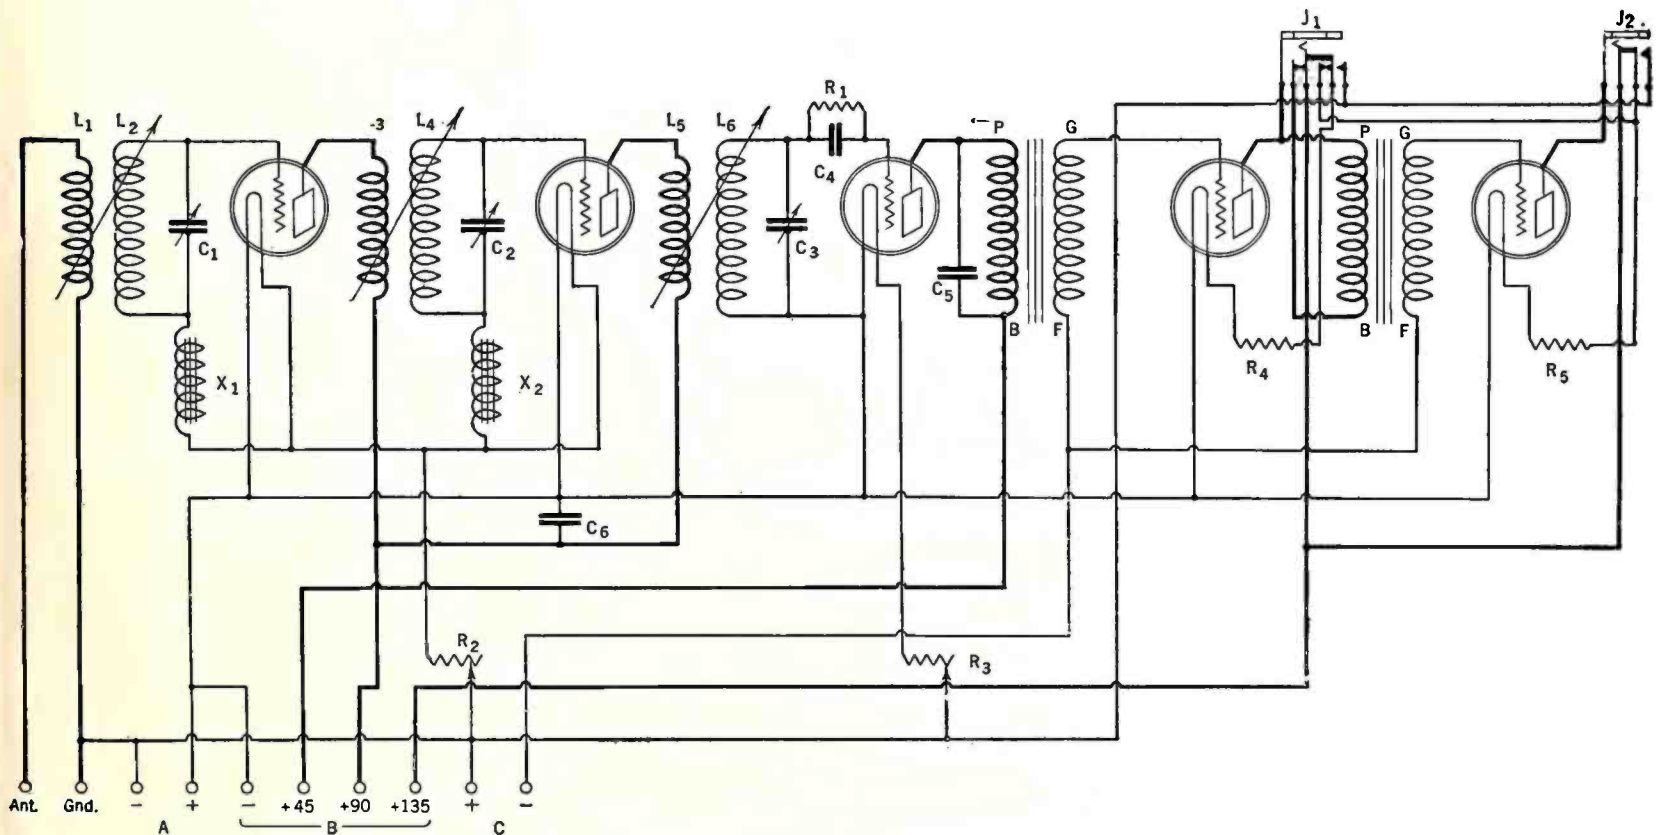 J1 J2.
R1
L1 L2 -3 L4 L5 L6 ←P G P G
C4
C1 C2 C3 C5
B F B F
R4 R5
X1 X2
C6
R2 R3
Ant. Gnd. - + - +45 +90 +135 + -
A B C